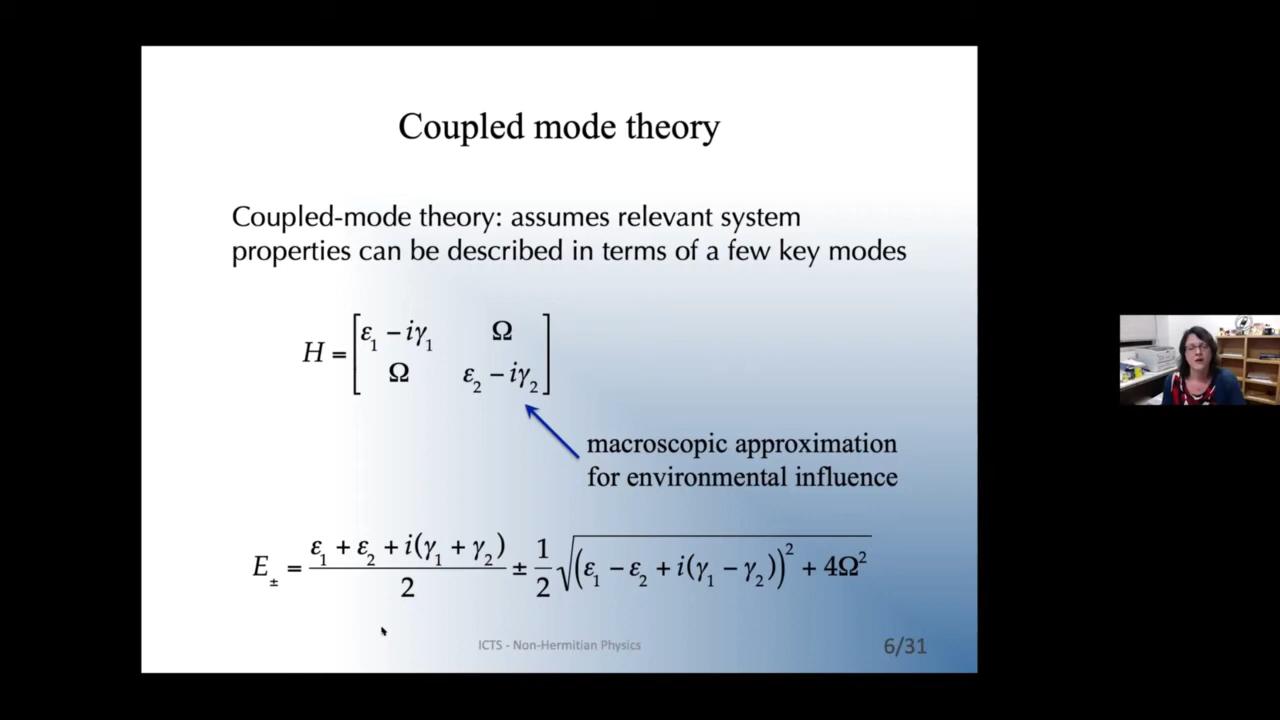 Coupled mode theory
Coupled-mode theory: assumes relevant system
properties can be described in terms of a few key modes
H = [ ε₁ − iγ₁   Ω
Ω   ε₂ − iγ₂ ]
macroscopic approximation
for environmental influence
E± = (ε₁ + ε₂ + i(γ₁ + γ₂))/2 ± 1/2 √((ε₁ − ε₂ + i(γ₁ − γ₂))² + 4Ω²)
ICTS - Non-Hermitian Physics
6/31